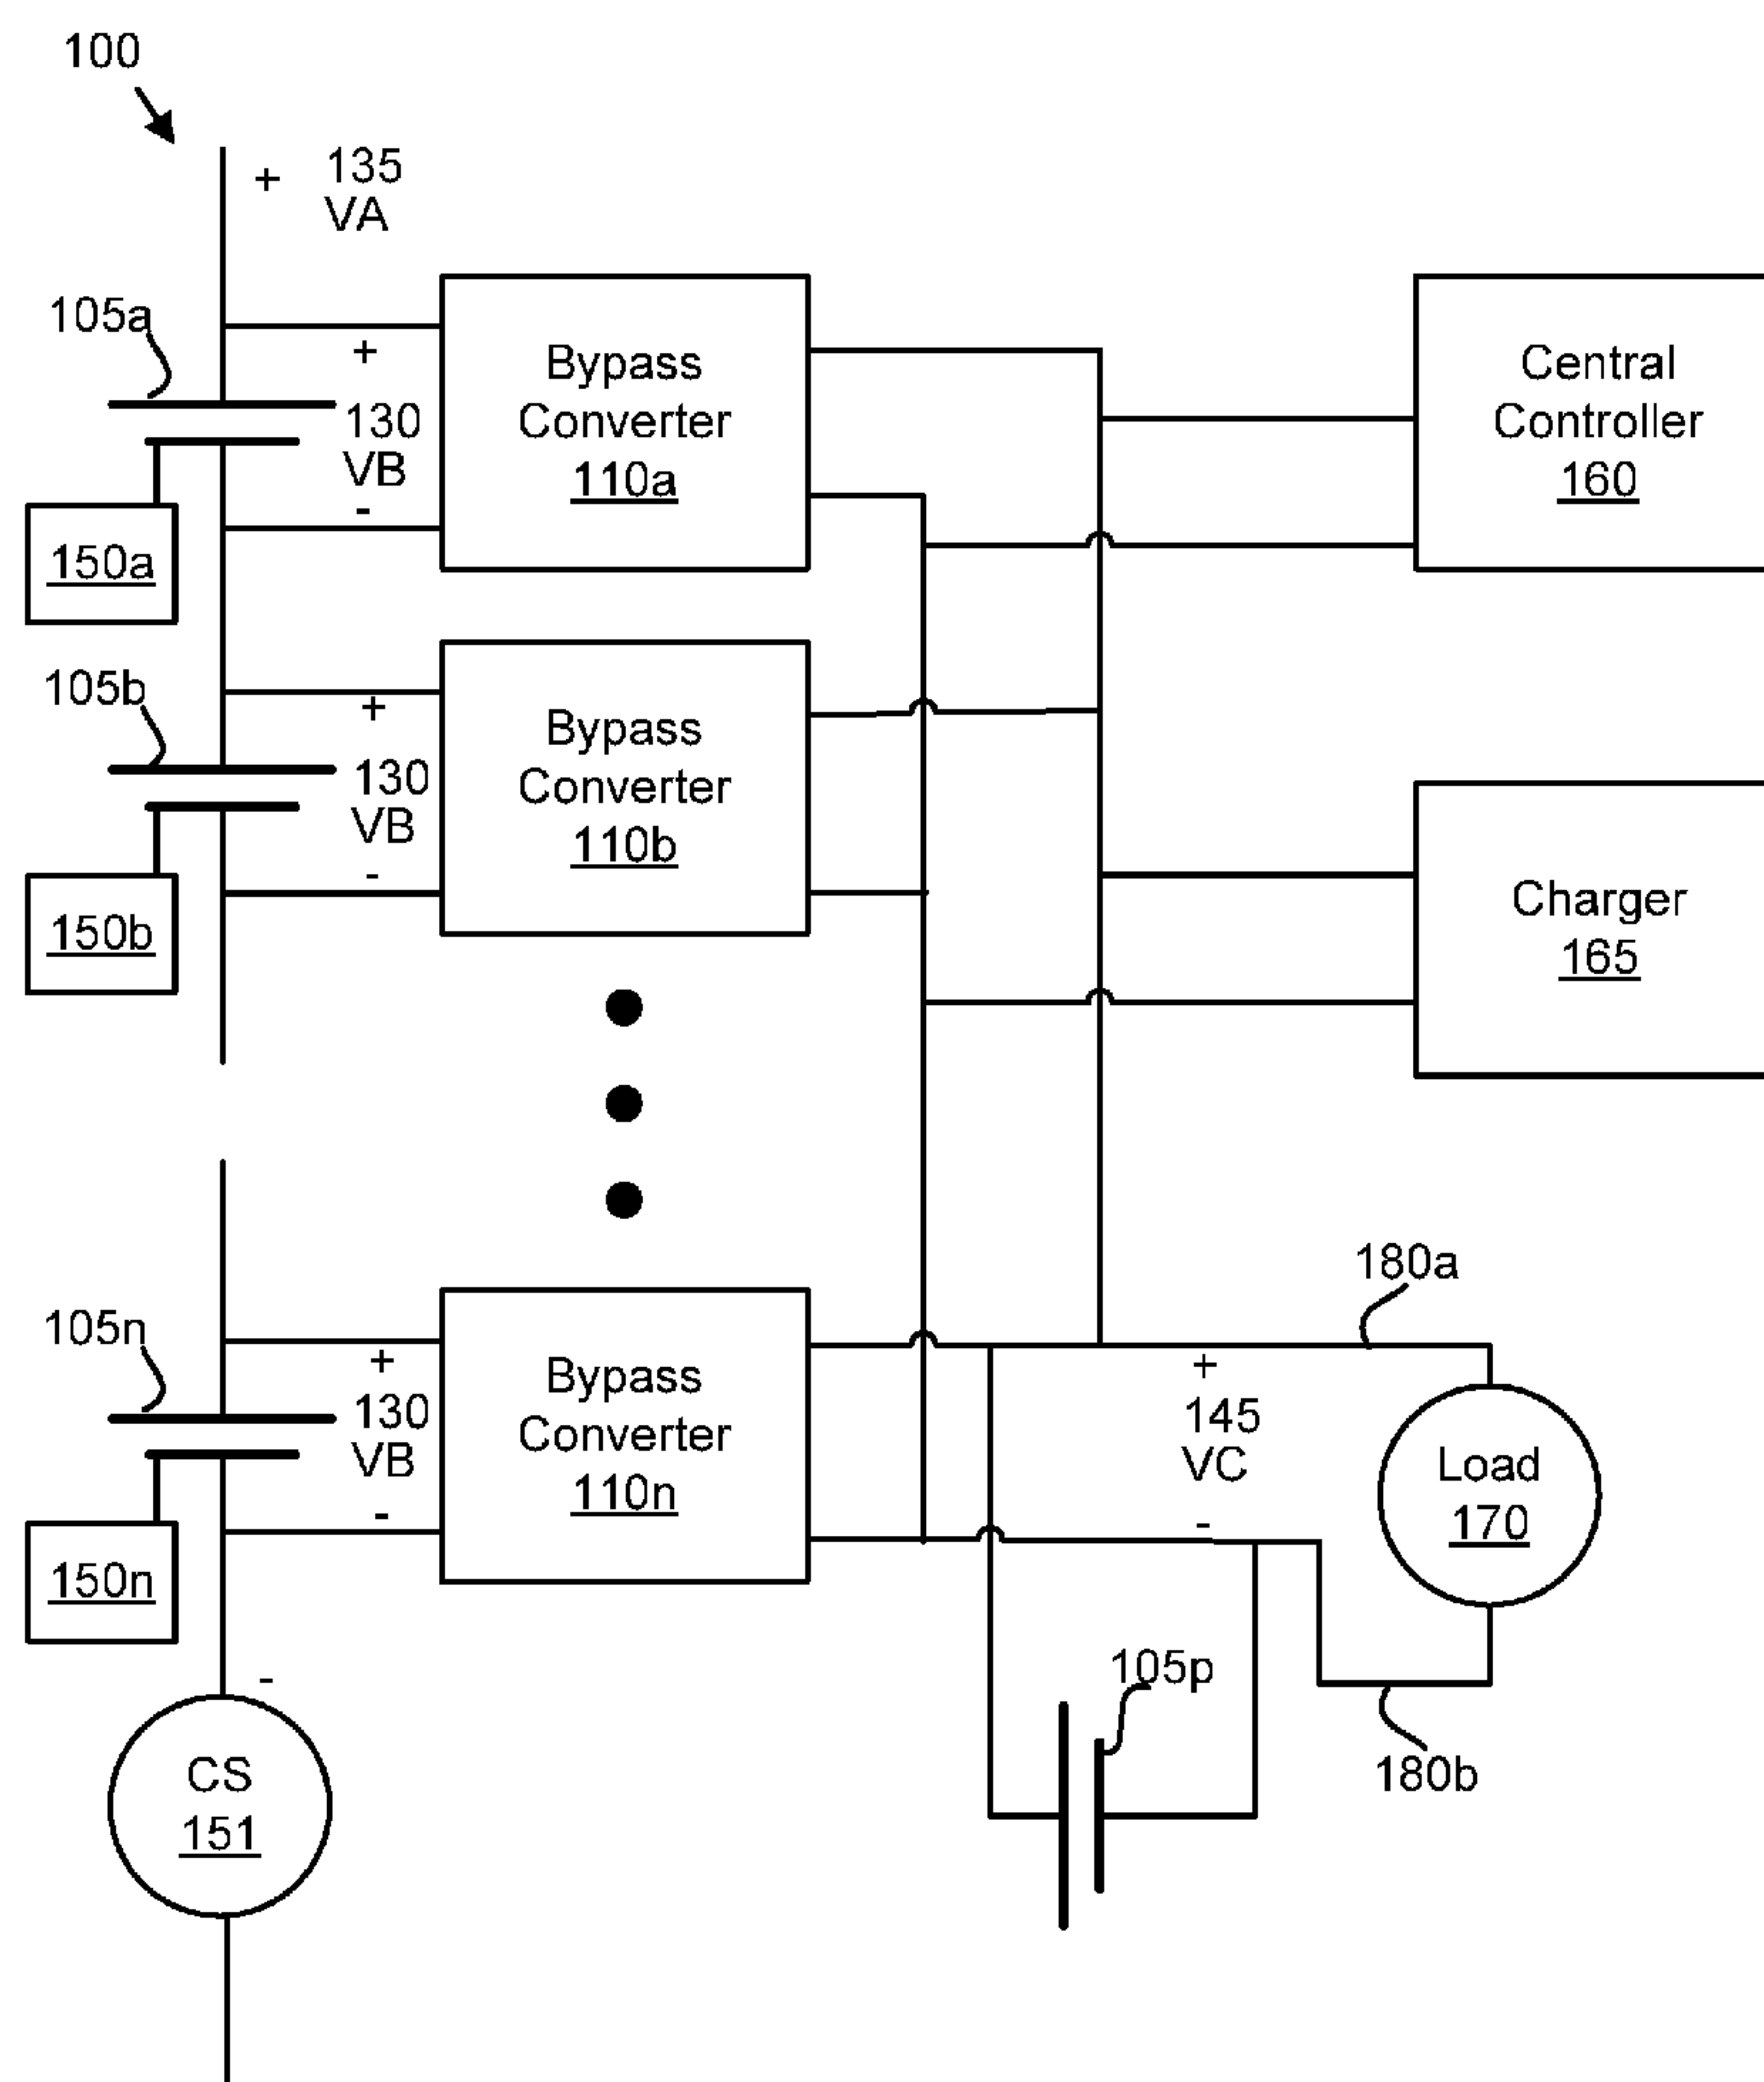 100
+ 135
VA
105a
+
130
VB
-
150a
Bypass
Converter
110a
Central
Controller
160
105b
+
130
VB
-
150b
Bypass
Converter
110b
Charger
165
105n
+
130
VB
-
150n
Bypass
Converter
110n
180a
+
145
VC
-
Load
170
-
105p
180b
CS
151